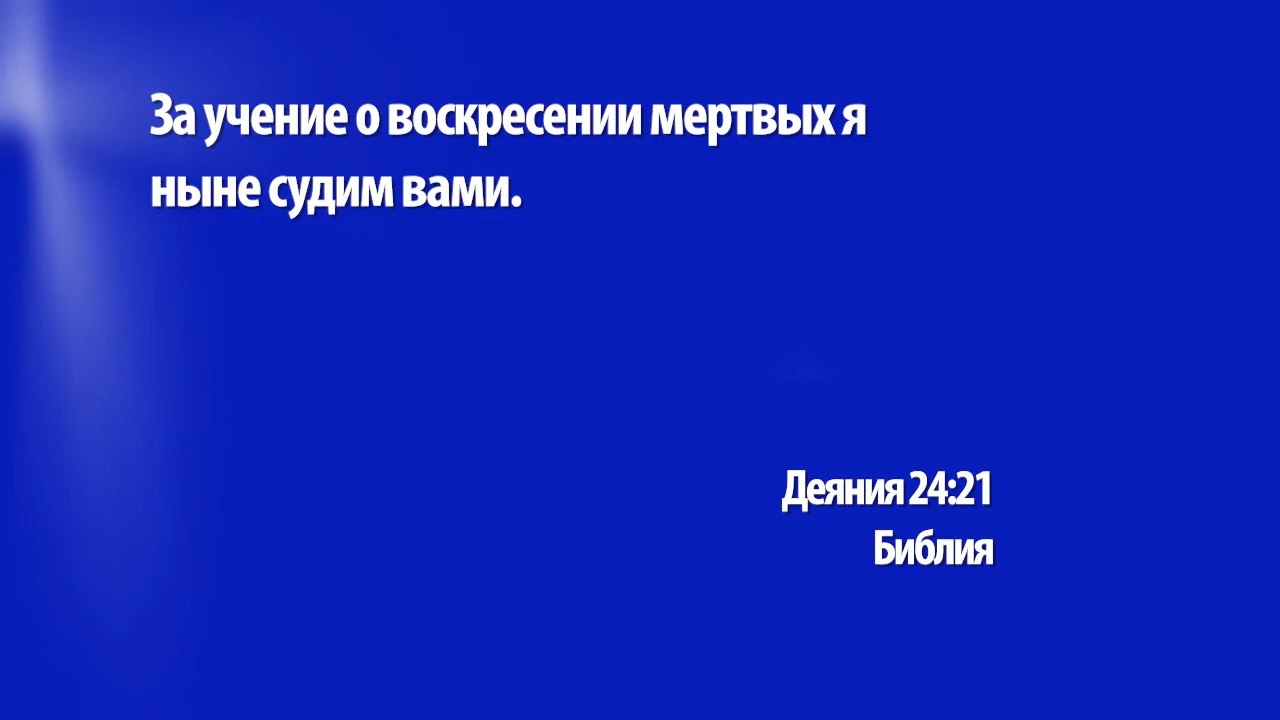 За учение о воскресении мертвых я
ныне судим вами.
Деяния 24:21
Библия